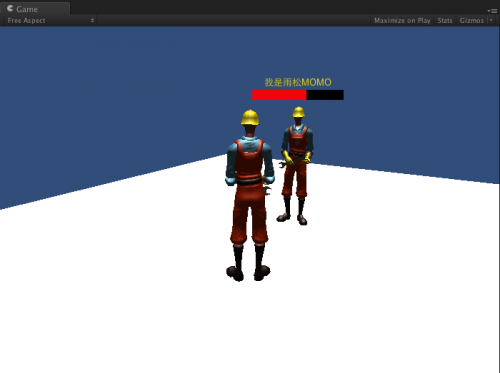 Game
Free Aspect
Maximize on Play Stats Gizmos
我是雨松MOMO